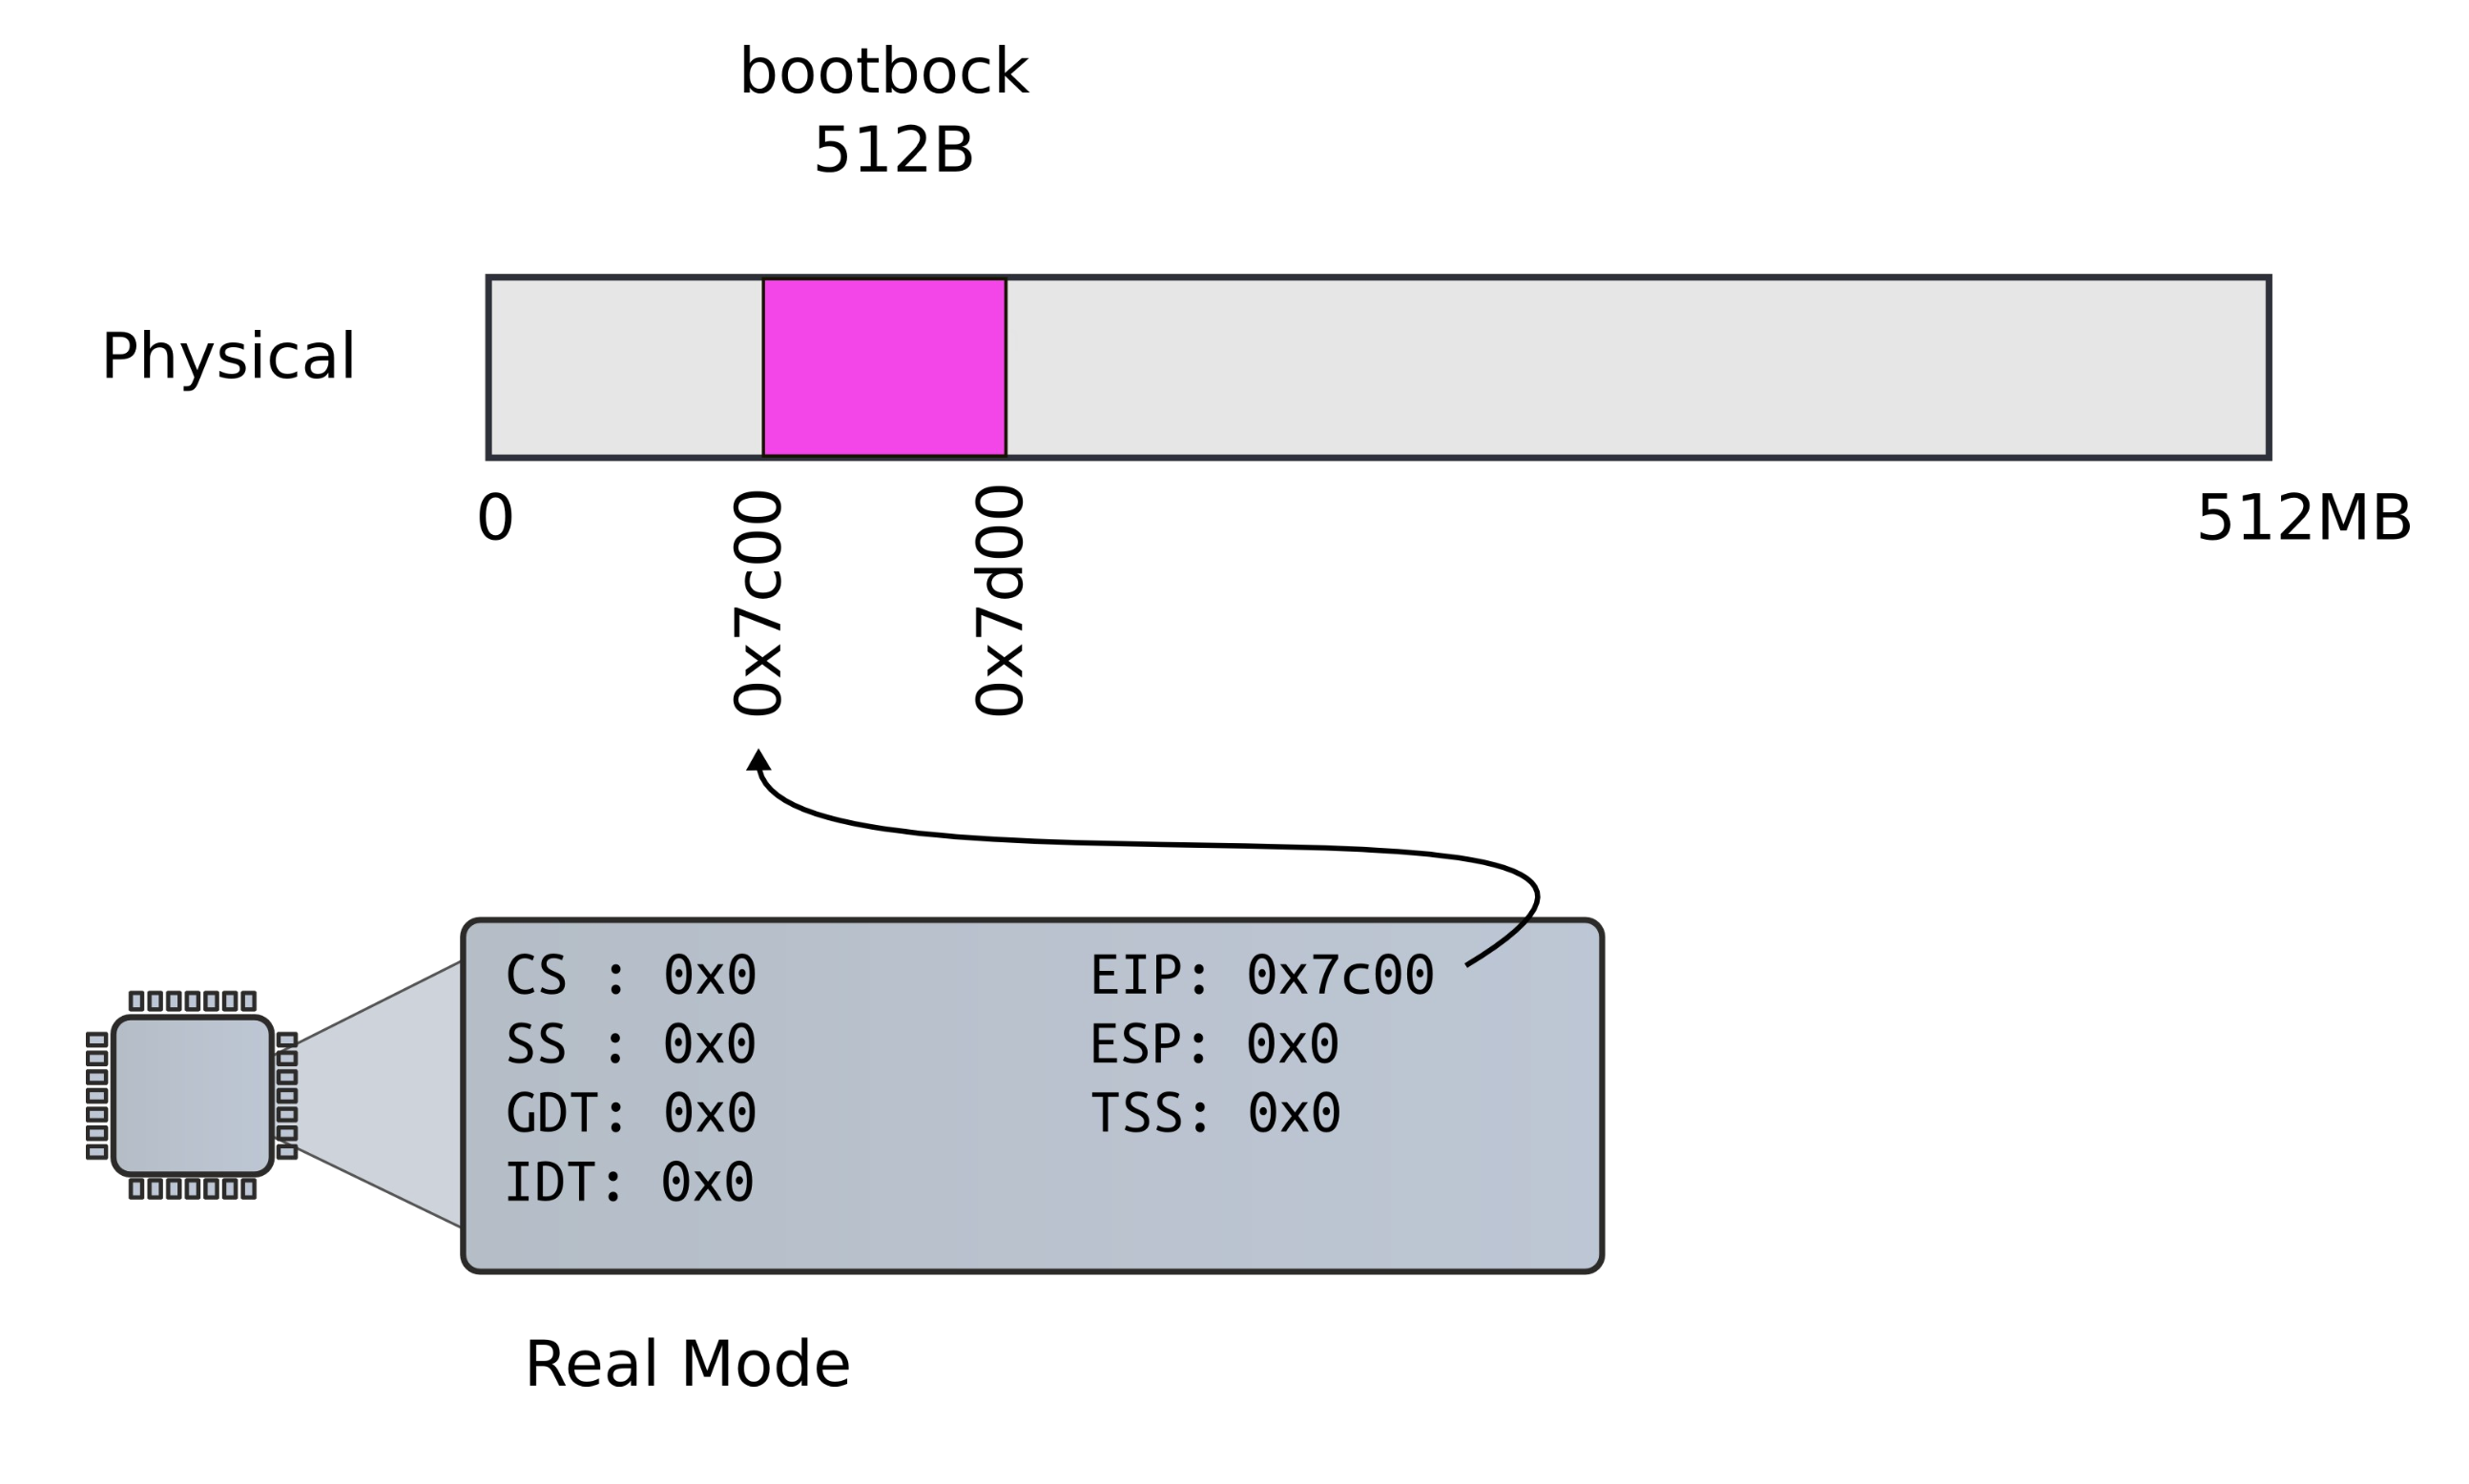 bootbock
512B
Physical
0
0x7c00
0x7d00
512MB
CS : 0x0
EIP: 0x7c00
SS : 0x0
ESP: 0x0
GDT: 0x0
TSS: 0x0
IDT: 0x0
Real Mode